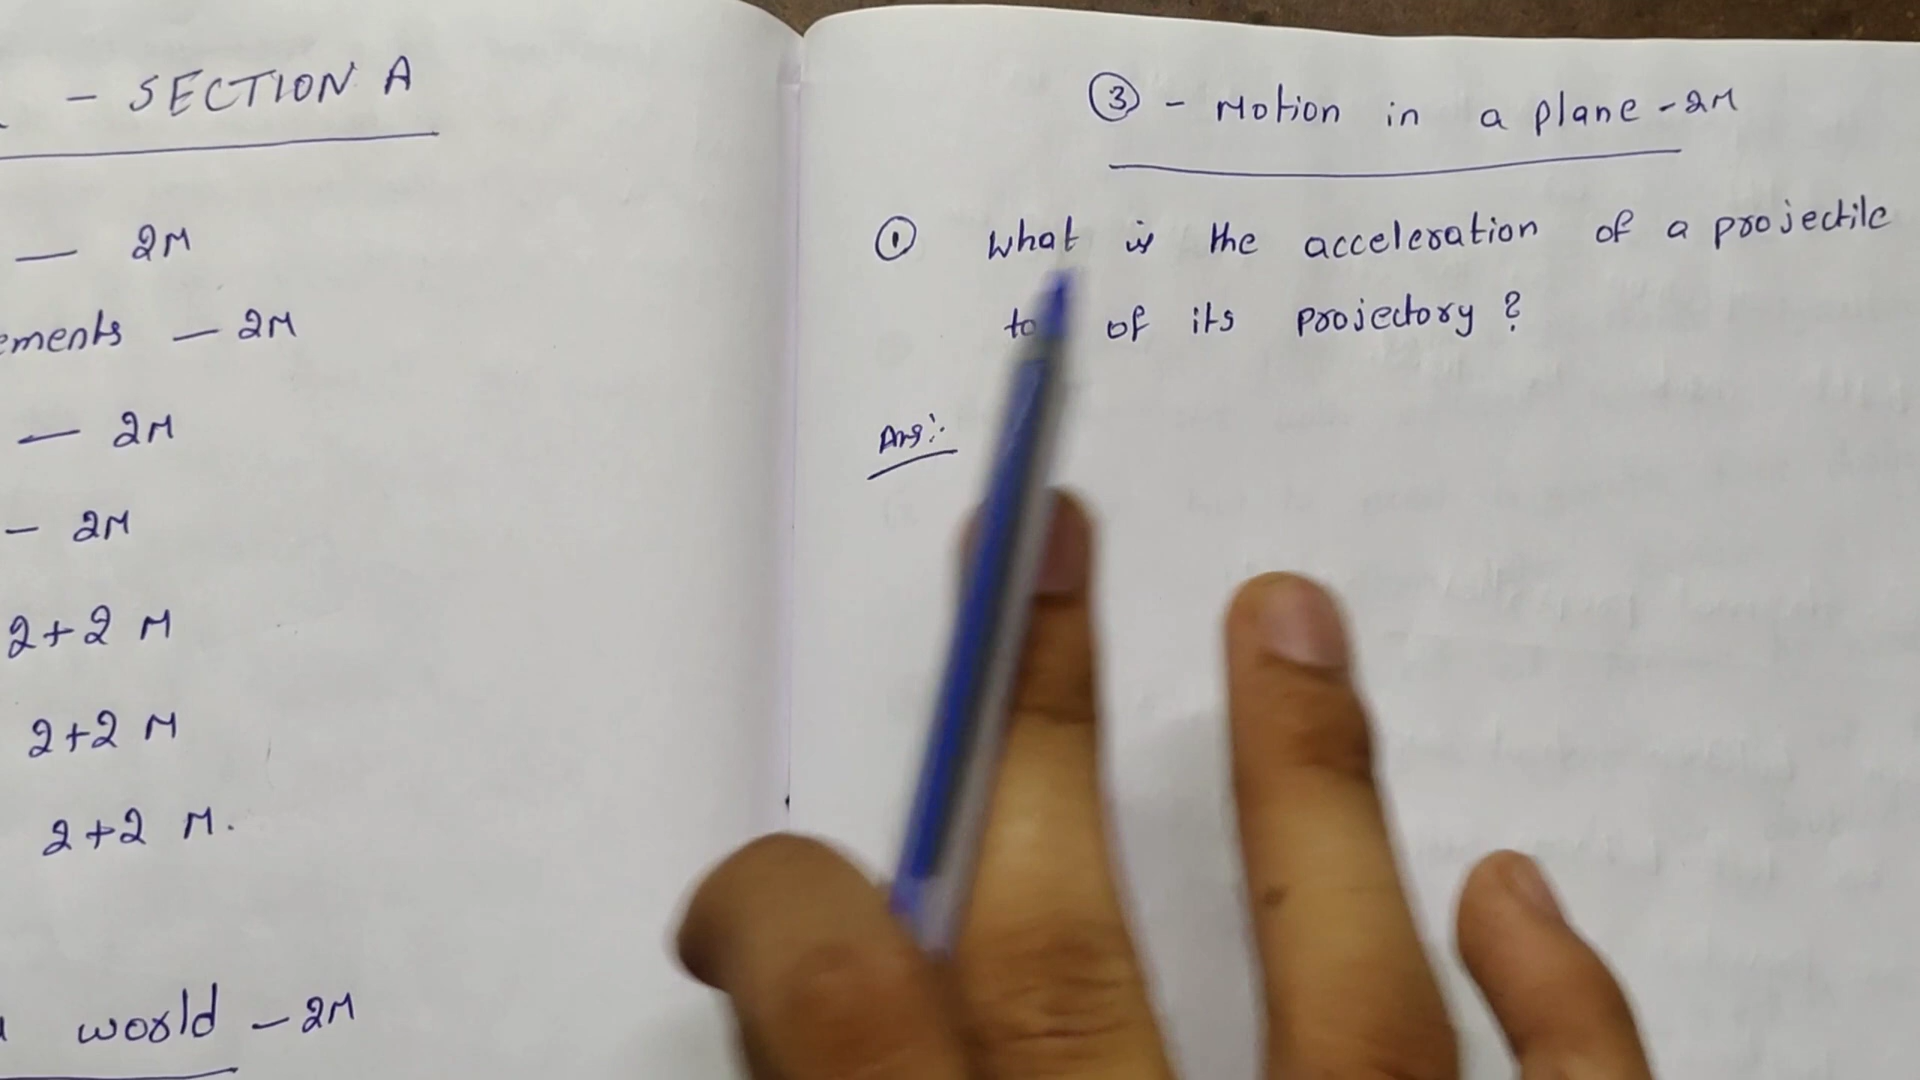 - SECTION A
— 2M
ements — 2M
— 2M
- 2M
2+2 M
2+2 M
2+2 M.
world - 2M
③ - Motion in a plane - 2M
① what is the acceleration of a projectile
of its projectory ?
Ans:-